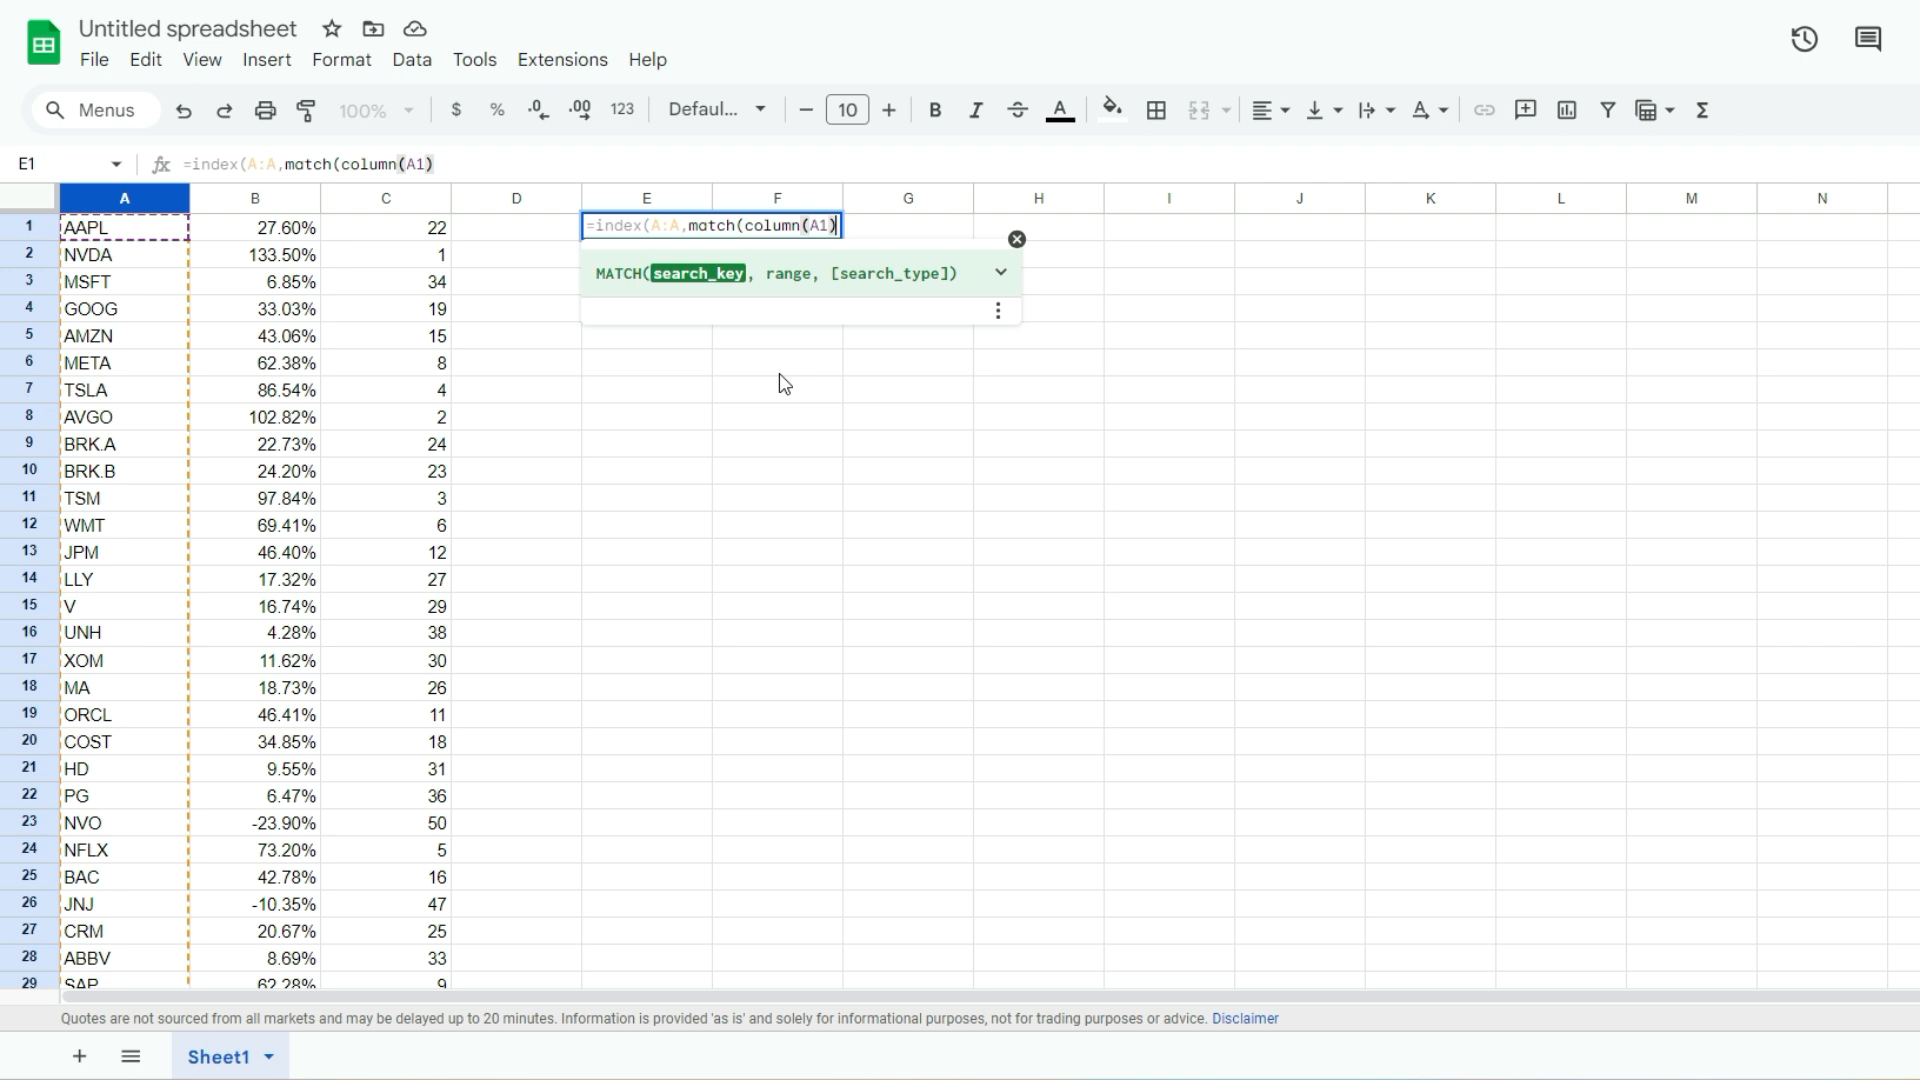 Untitled spreadsheet
File Edit View Insert Format Data Tools Extensions Help
Menus 100% $ % .0 .00 123 Defaul... 10 B I A A
E1 fx =index(A:A,match(column(A1)
A B C D E F G H I J K L M N
1 AAPL 27.60% 22 =index(A:A,match(column(A1)
2 NVDA 133.50% 1
MATCH(search_key, range, [search_type])
3 MSFT 6.85% 34
4 GOOG 33.03% 19
5 AMZN 43.06% 15
6 META 62.38% 8
7 TSLA 86.54% 4
8 AVGO 102.82% 2
9 BRK.A 22.73% 24
10 BRK.B 24.20% 23
11 TSM 97.84% 3
12 WMT 69.41% 6
13 JPM 46.40% 12
14 LLY 17.32% 27
15 V 16.74% 29
16 UNH 4.28% 38
17 XOM 11.62% 30
18 MA 18.73% 26
19 ORCL 46.41% 11
20 COST 34.85% 18
21 HD 9.55% 31
22 PG 6.47% 36
23 NVO -23.90% 50
24 NFLX 73.20% 5
25 BAC 42.78% 16
26 JNJ -10.35% 47
27 CRM 20.67% 25
28 ABBV 8.69% 33
29 SAP 62.28% 9
Quotes are not sourced from all markets and may be delayed up to 20 minutes. Information is provided 'as is' and solely for informational purposes, not for trading purposes or advice. Disclaimer
Sheet1